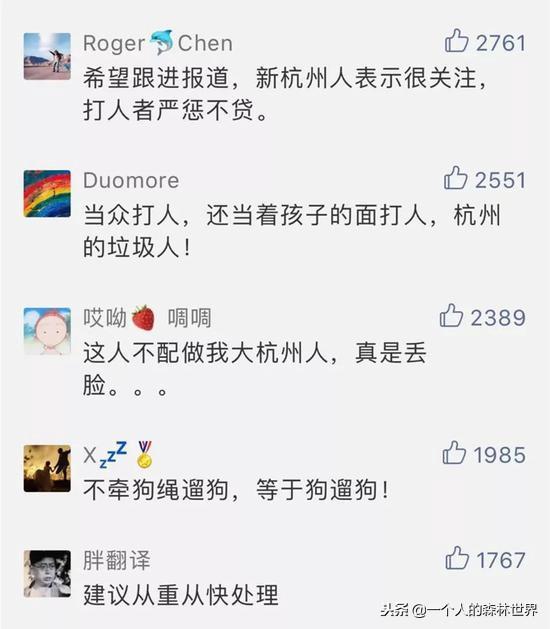 Roger🐬Chen 2761
希望跟进报道，新杭州人表示很关注，
打人者严惩不贷。
Duomore 2551
当众打人，还当着孩子的面打人，杭州
的垃圾人！
哎呦🍓 啁啁 2389
这人不配做我大杭州人，真是丢
脸。。。
X💤🏅 1985
不牵狗绳遛狗，等于狗遛狗！
胖翻译 1767
建议从重从快处理
头条 @一个人的森林世界